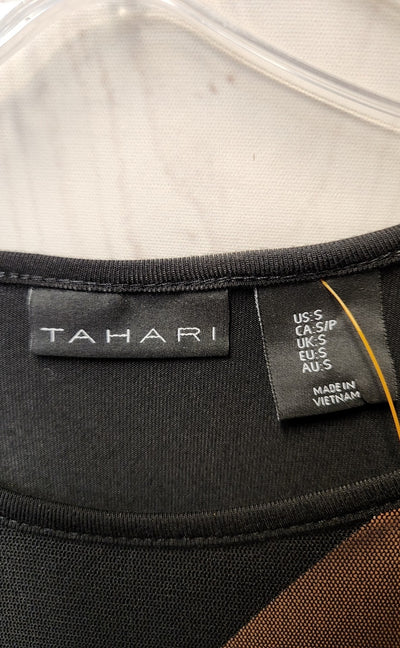 TAHARI
US:S
CA:S/P
UK:S
EU:S
AU:S
MADE IN
VIETNAM